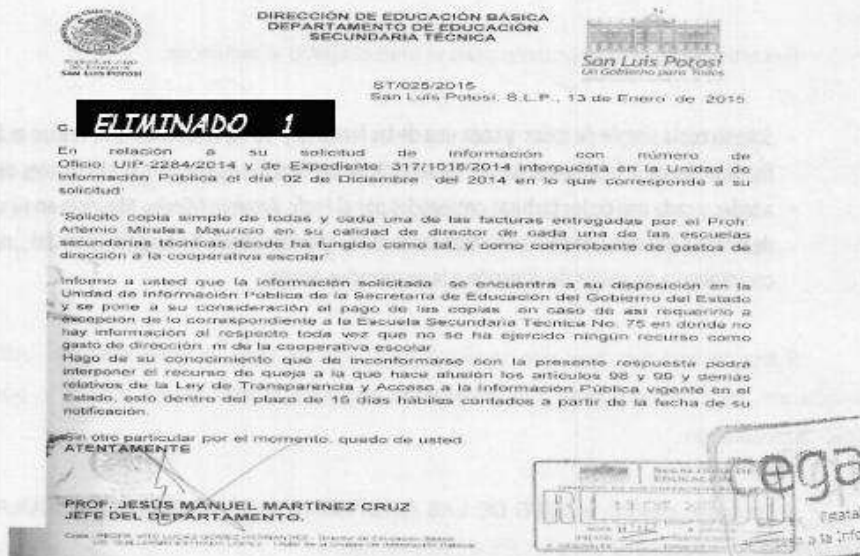 DIRECCIÓN DE EDUCACIÓN BÁSICA
DEPARTAMENTO DE EDUCACIÓN
SECUNDARIA TÉCNICA
SAN LUIS POTOSÍ
San Luis Potosí
Un Gobierno para Todos
ST/025/2015
San Luis Potosí, S.L.P., 13 de Enero de 2015
C. ELIMINADO 1
En relación a su solicitud de información con número de
Oficio: UIP-2284/2014 y de Expediente: 317/1018/2014 interpuesta en la Unidad de
Información Pública el día 02 de Diciembre del 2014 en lo que corresponde a su
solicitud:
"Solicito copia simple de todas y cada una de las facturas entregadas por el Profr.
Artemio Mireles Mauricio en su calidad de director de cada una de las escuelas
secundarias técnicas donde ha fungido como tal, y como comprobante de gastos de
dirección a la cooperativa escolar"
Informo a usted que la información solicitada se encuentra a su disposición en la
Unidad de Información Pública de la Secretaría de Educación del Gobierno del Estado
y se pone a su consideración el pago de las copias en caso de así requerirlo a
excepción de lo correspondiente a la Escuela Secundaria Técnica No. 75 en donde no
hay información al respecto toda vez que no se ha ejercido ningún recurso como
gasto de dirección ni de la cooperativa escolar.
Hago de su conocimiento que de inconformarse con la presente respuesta podrá
interponer el recurso de queja a la que hace alusión los artículos 98 y 99 y demás
relativos de la Ley de Transparencia y Acceso a la Información Pública vigente en el
Estado, esto dentro del plazo de 15 días hábiles contados a partir de la fecha de su
notificación.
Sin otro particular por el momento, quedo de usted
ATENTAMENTE
PROF. JESÚS MANUEL MARTÍNEZ CRUZ
JEFE DEL DEPARTAMENTO.
cega